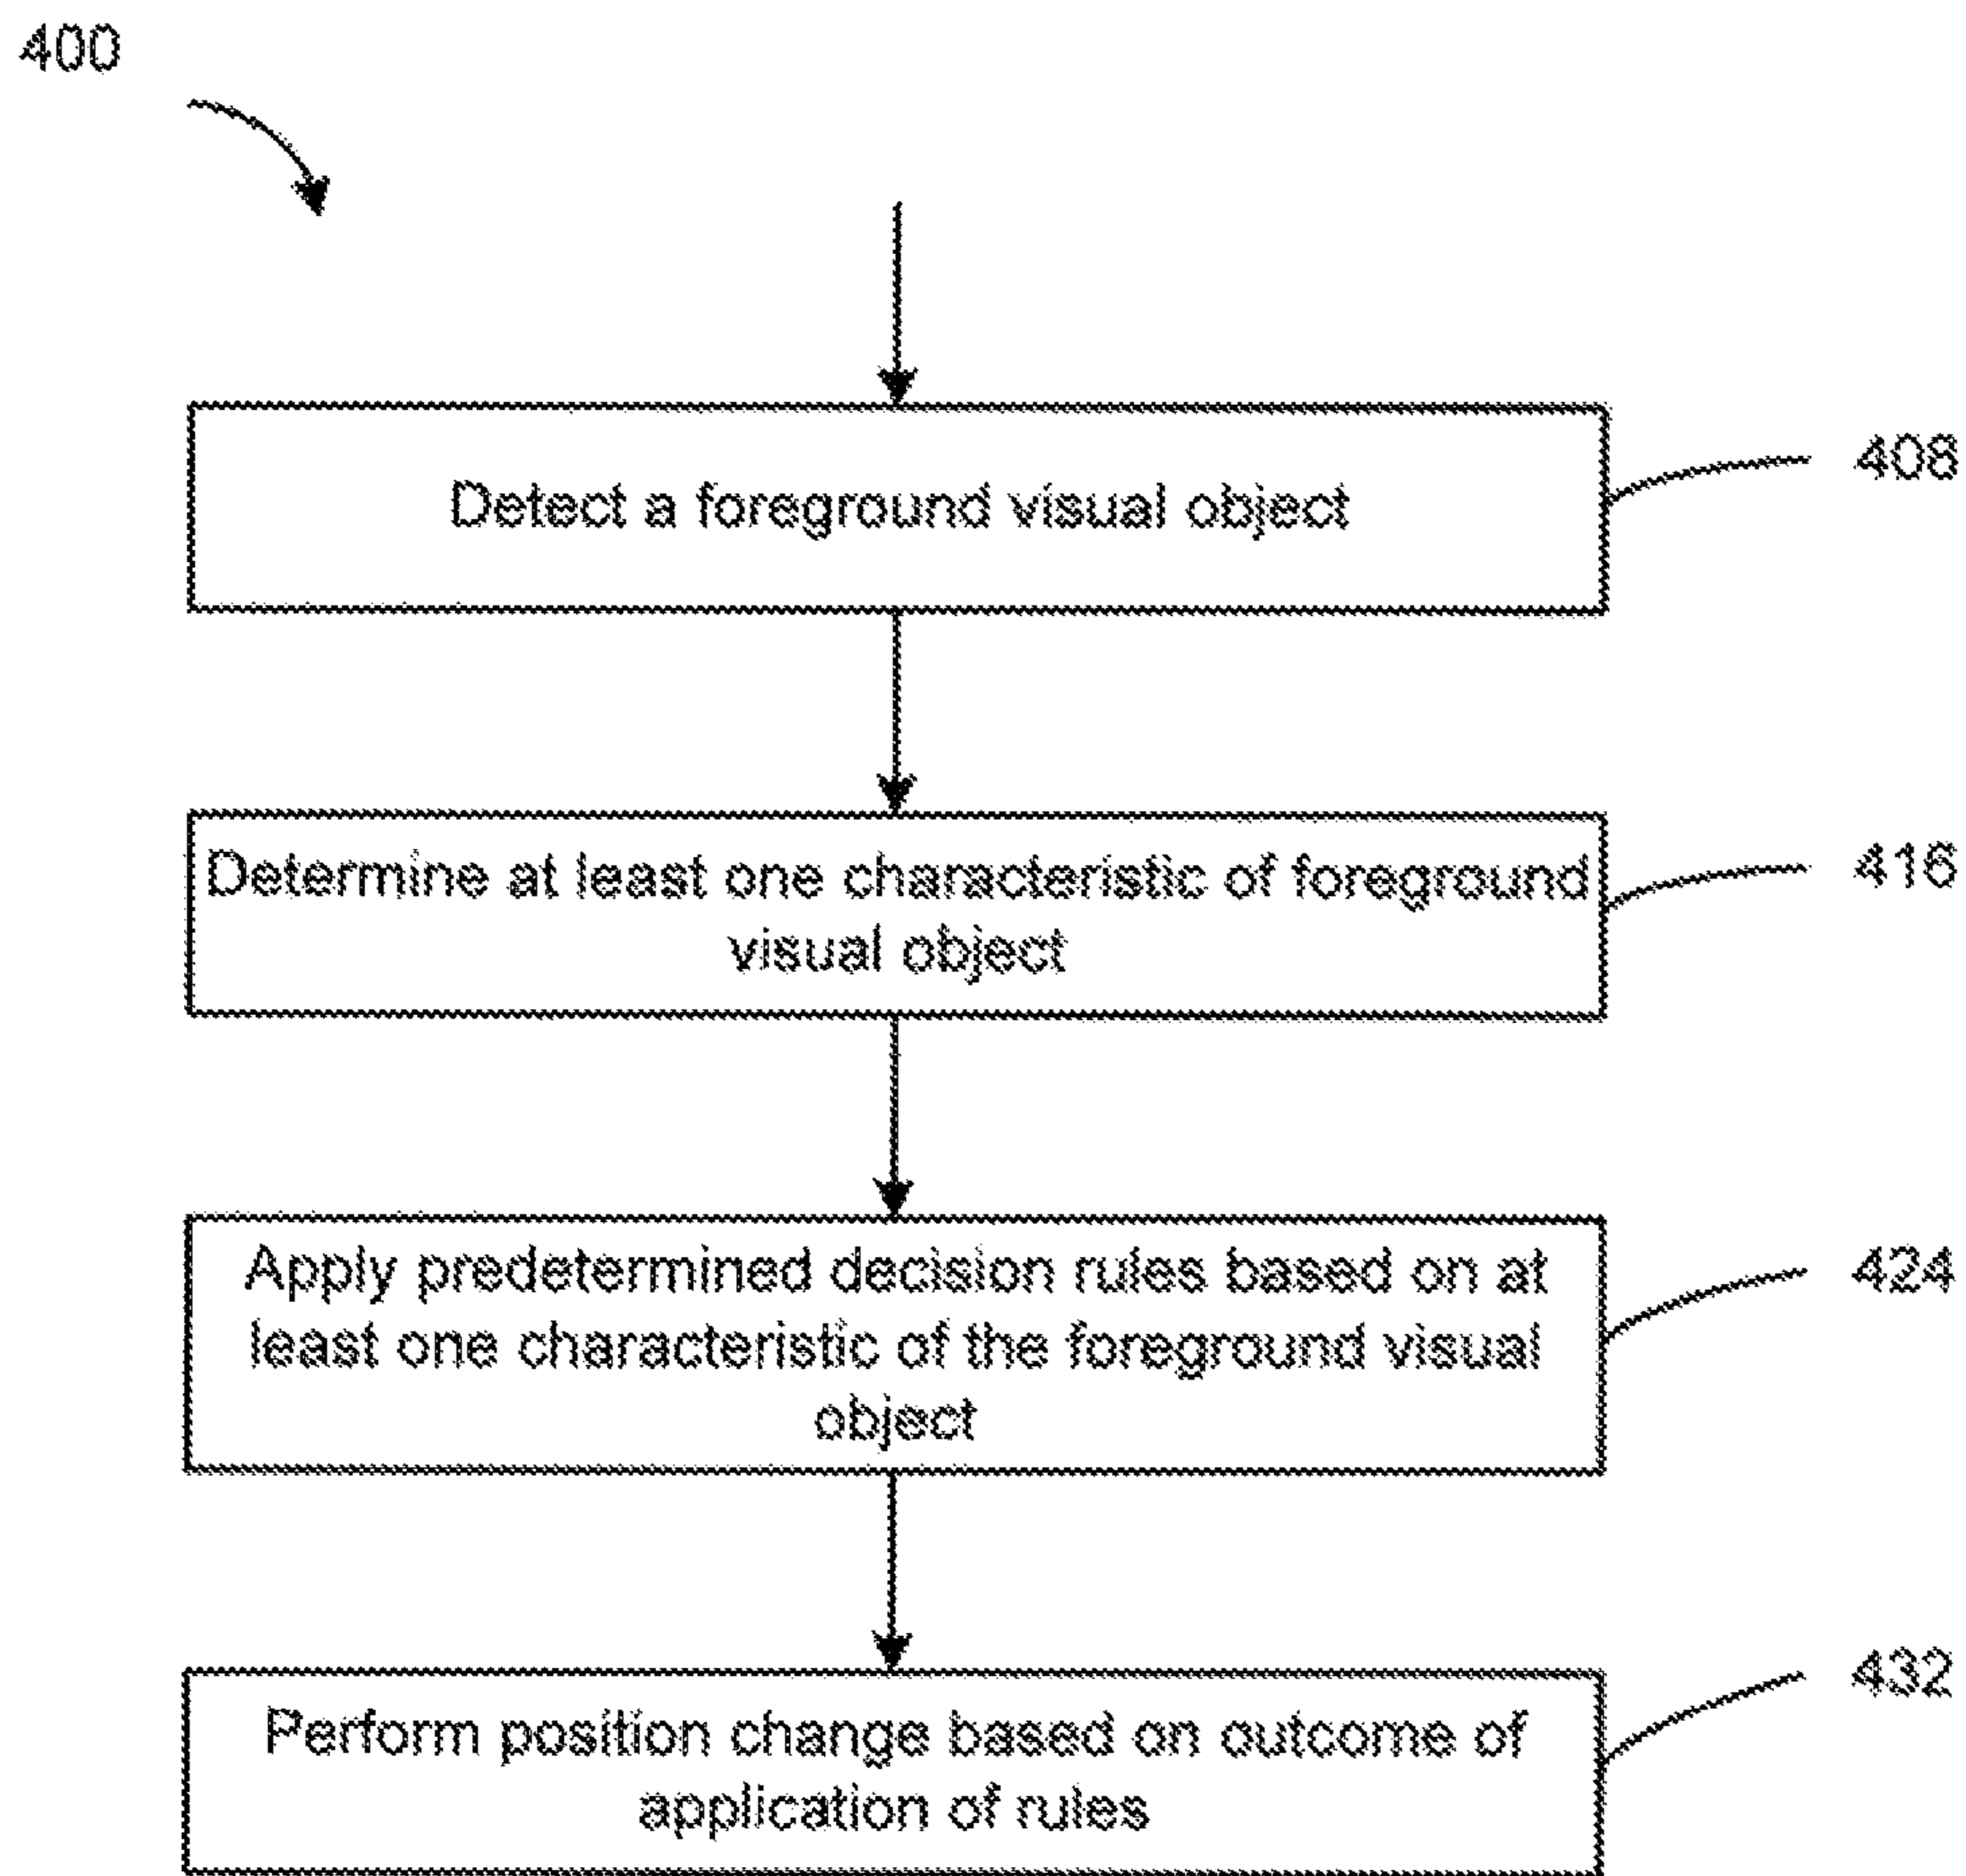 400
Detect a foreground visual object
408
Determine at least one characteristic of foreground
visual object
416
Apply predetermined decision rules based on at
least one characteristic of the foreground visual
object
424
Perform position change based on outcome of
application of rules
432